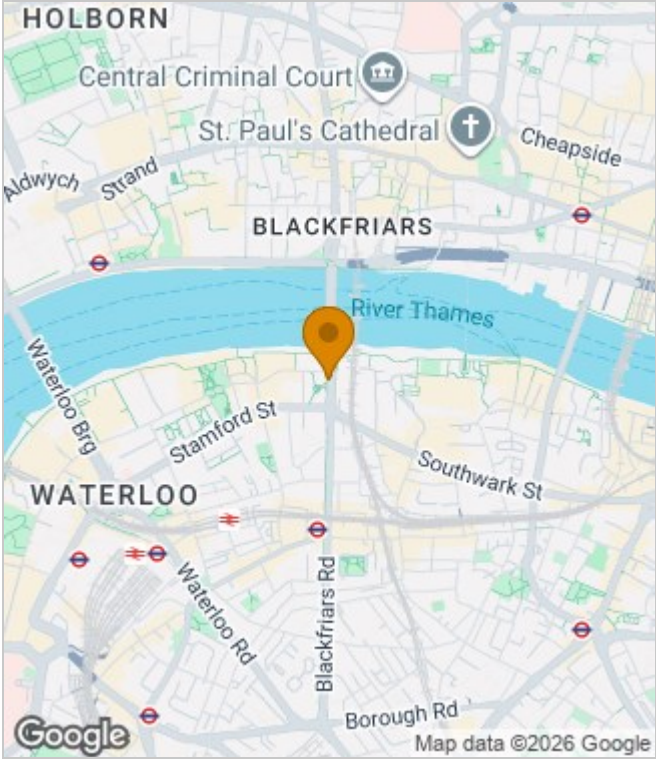 HOLBORN
Central Criminal Court
St. Paul's Cathedral
Cheapside
Aldwych
Strand
BLACKFRIARS
River Thames
Waterloo Brg
Stamford St
Southwark St
WATERLOO
Waterloo Rd
Blackfriars Rd
Borough Rd
Google
Map data ©2026 Google